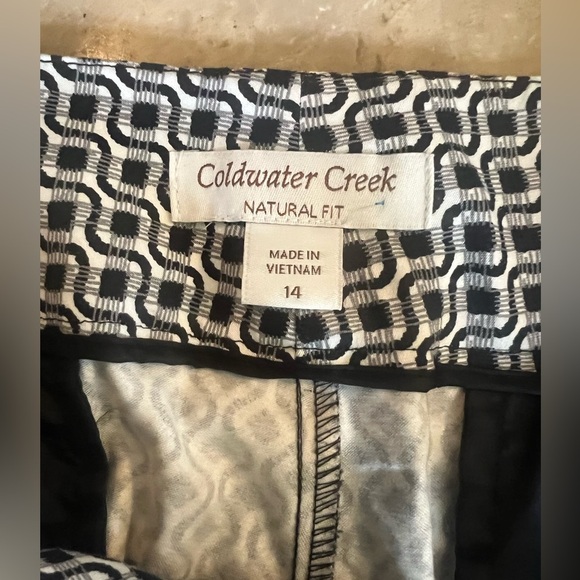 Coldwater Creek
NATURAL FIT
MADE IN
VIETNAM
14